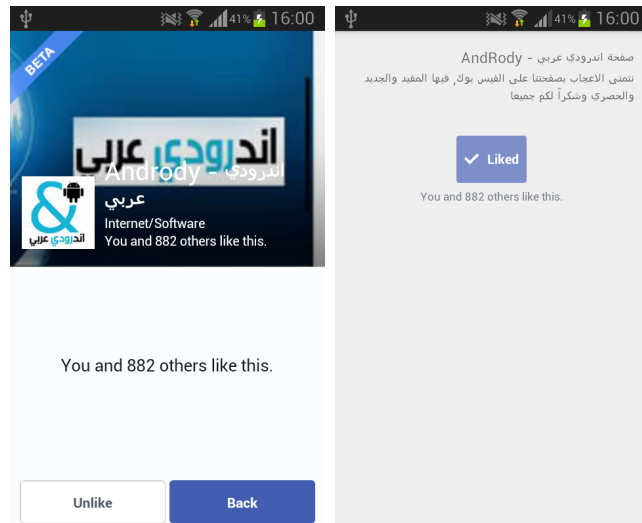 41% 16:00
BETA
اندرودي عربي
Andrody - اندرودي
عربي
اندرودي عربي
Internet/Software
You and 882 others like this.
You and 882 others like this.
Unlike
Back
41% 16:00
صفحة اندرودي عربي - AndRody
نتمنى الاعجاب بصفحتنا على الفيس بوك, فيها المفيد والجديد
والحصري وشكراً لكم جميعا
Liked
You and 882 others like this.